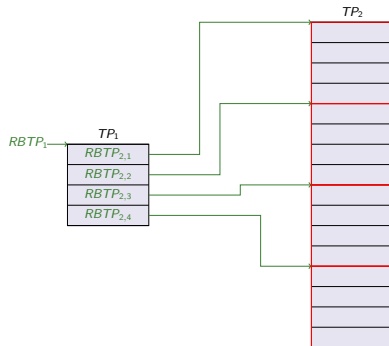 TP₂
RBTP₁
TP₁
RBTP₂,₁
RBTP₂,₂
RBTP₂,₃
RBTP₂,₄